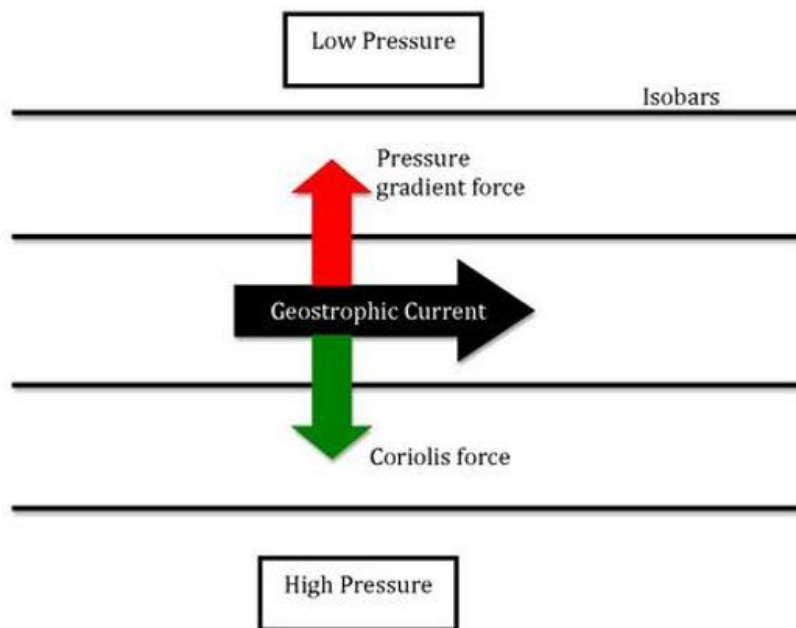 Low Pressure
Isobars
Pressure
gradient force
Geostrophic Current
Coriolis force
High Pressure